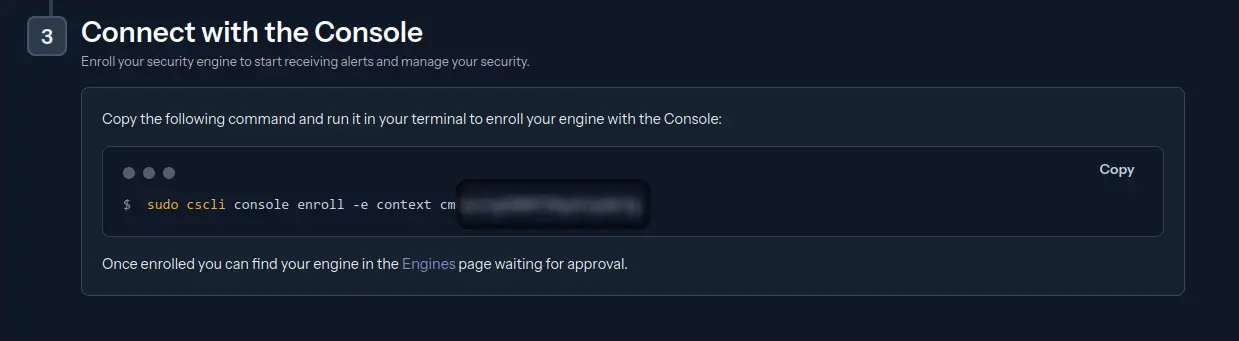 3
Connect with the Console
Enroll your security engine to start receiving alerts and manage your security.
Copy the following command and run it in your terminal to enroll your engine with the Console:
Copy
$ sudo cscli console enroll -e context cm
Once enrolled you can find your engine in the Engines page waiting for approval.